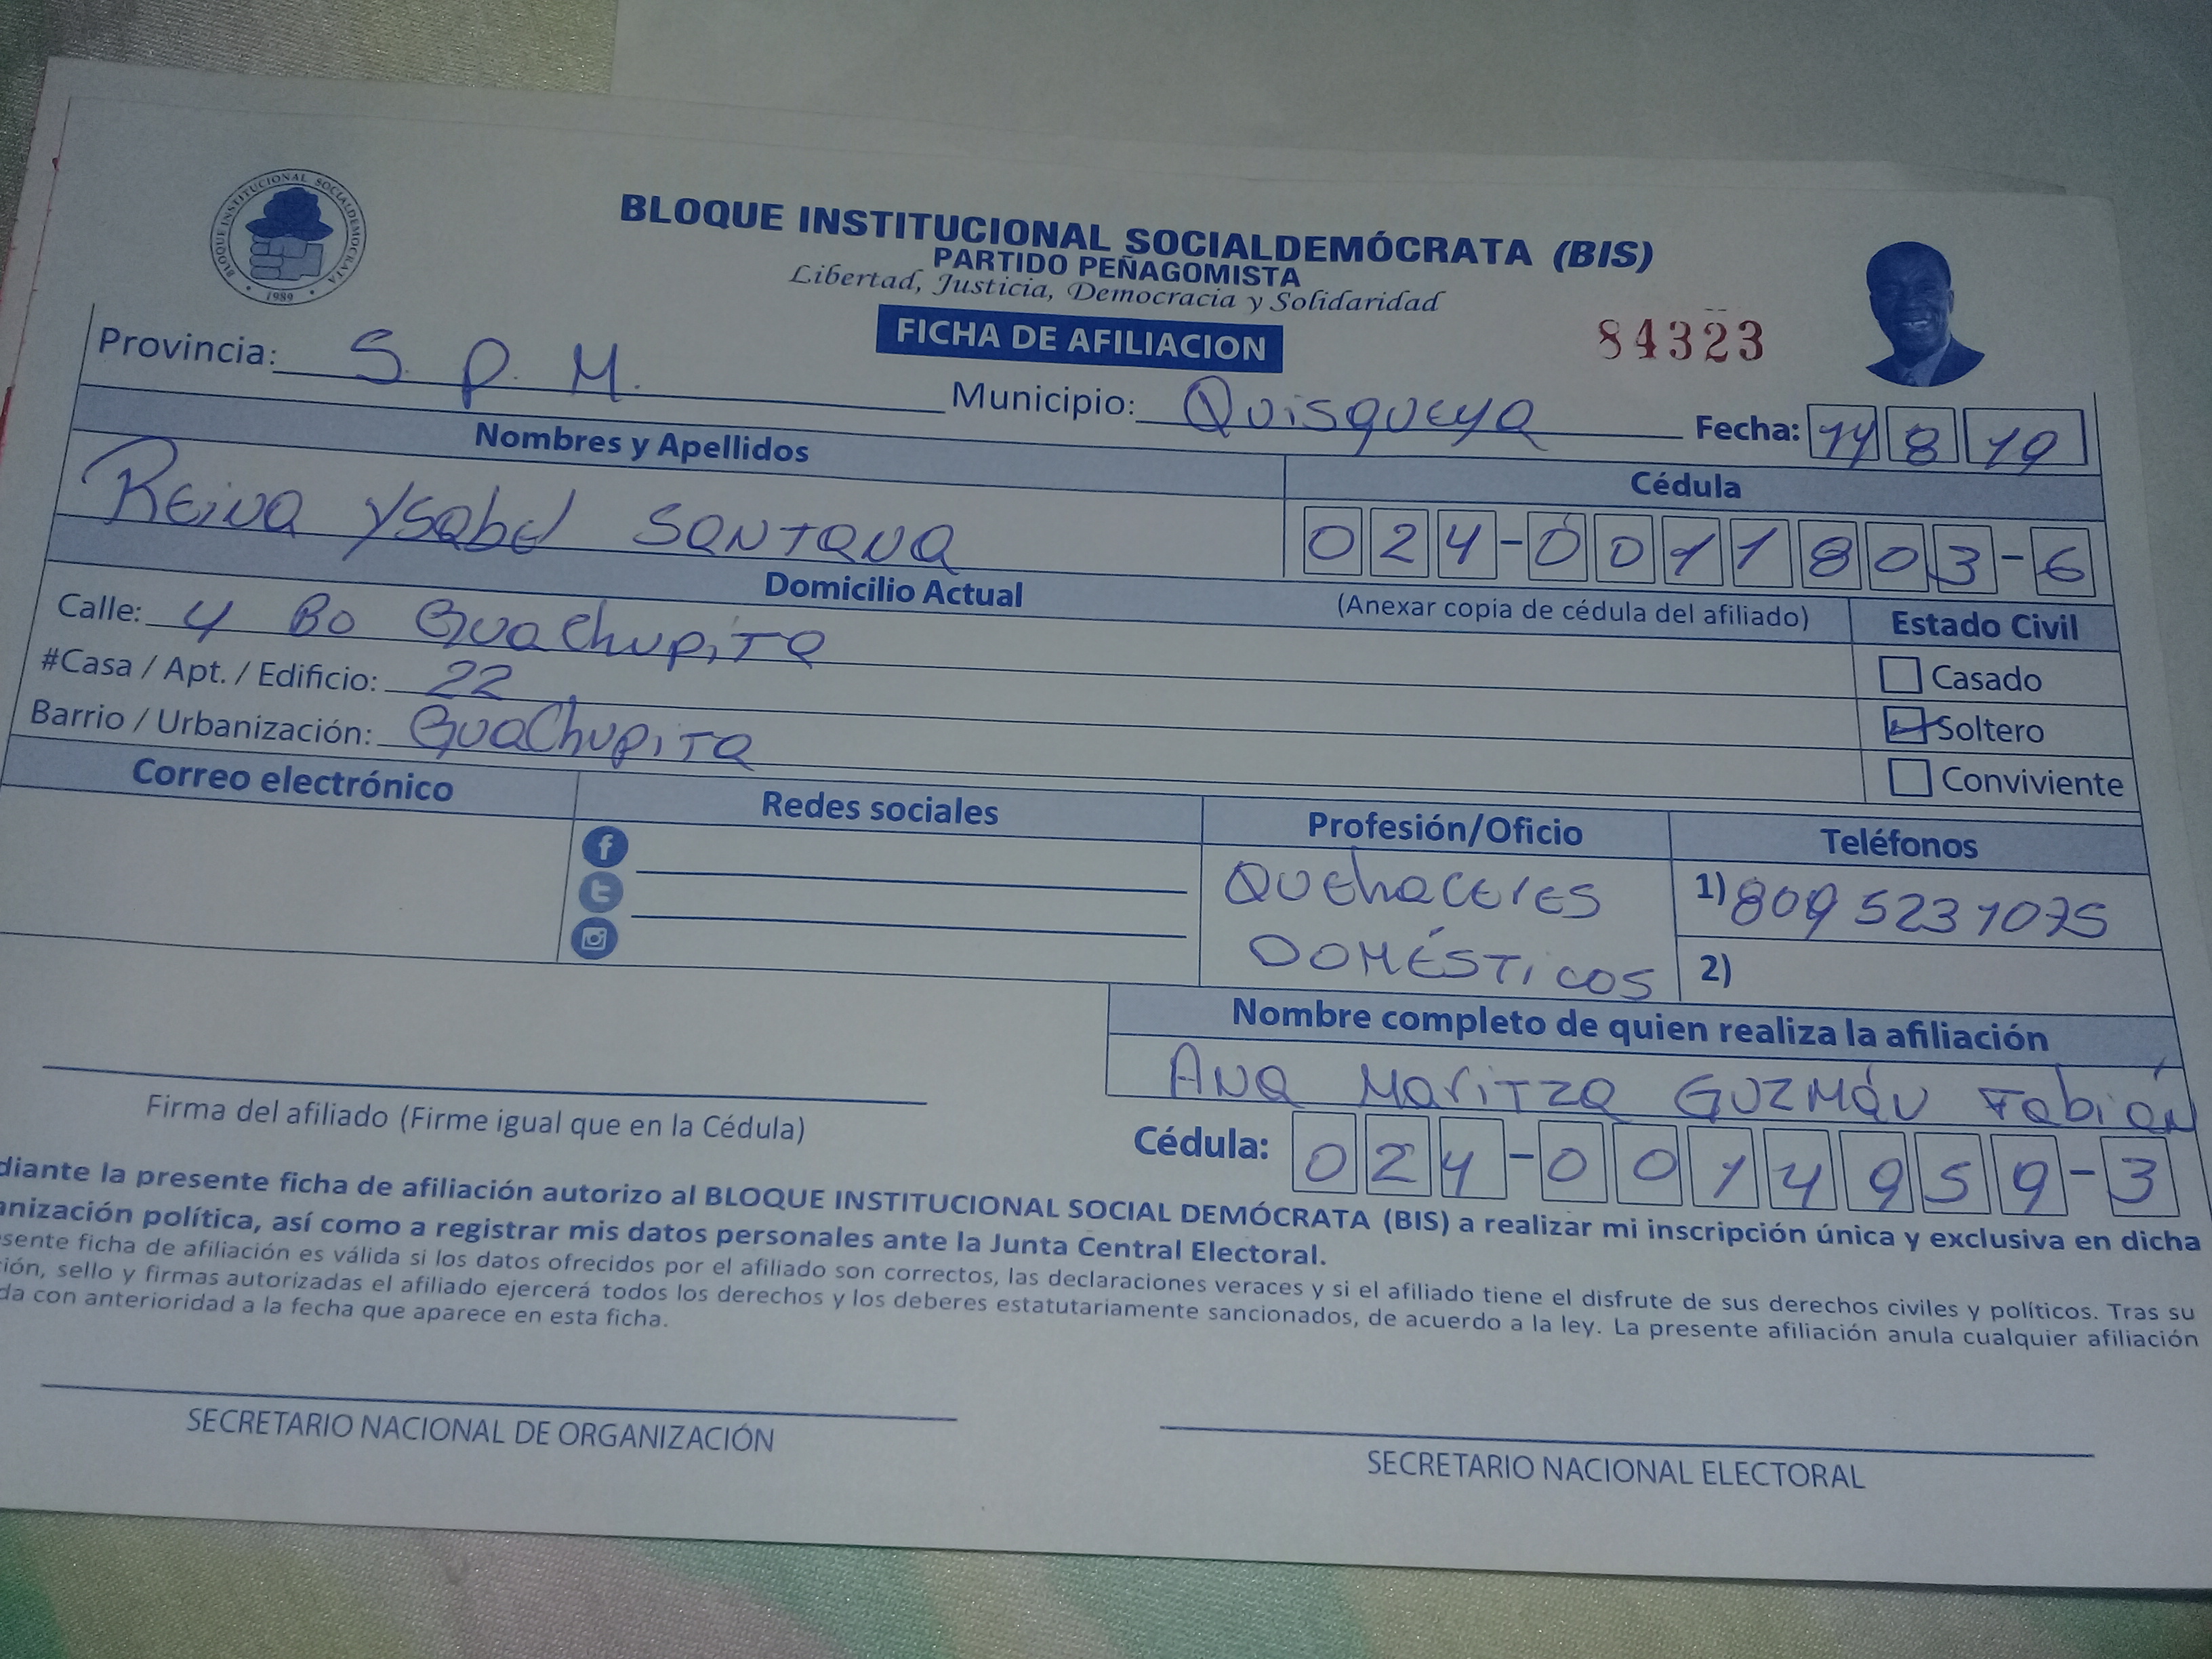 BLOQUE INSTITUCIONAL SOCIALDEMOCRATA
1989
BLOQUE INSTITUCIONAL SOCIALDEMÓCRATA (BIS)
PARTIDO PEÑAGOMISTA
Libertad, Justicia, Democracia y Solidaridad
FICHA DE AFILIACION
84323
Provincia: S. P. M.
Municipio: Quisqueya
Fecha: 14 8 19
Nombres y Apellidos
Cédula
Reina Ysabel Santana
024-0011803-6
Domicilio Actual
(Anexar copia de cédula del afiliado)
Estado Civil
Calle: 4 Bo Guachupita
Casado
#Casa / Apt. / Edificio: 22
Soltero
Barrio / Urbanización: Guachupita
Conviviente
Correo electrónico
Redes sociales
Profesión/Oficio
Teléfonos
Quehaceres
Domésticos
1) 809 523 1075
2)
Nombre completo de quien realiza la afiliación
Ana Maritza Guzmán Fabián
Firma del afiliado (Firme igual que en la Cédula)
Cédula: 024-0014959-3
diante la presente ficha de afiliación autorizo al BLOQUE INSTITUCIONAL SOCIAL DEMÓCRATA (BIS) a realizar mi inscripción única y exclusiva en dicha
anización política, así como a registrar mis datos personales ante la Junta Central Electoral.
sente ficha de afiliación es válida si los datos ofrecidos por el afiliado son correctos, las declaraciones veraces y si el afiliado tiene el disfrute de sus derechos civiles y políticos. Tras su
ión, sello y firmas autorizadas el afiliado ejercerá todos los derechos y los deberes estatutariamente sancionados, de acuerdo a la ley. La presente afiliación anula cualquier afiliación
da con anterioridad a la fecha que aparece en esta ficha.
SECRETARIO NACIONAL DE ORGANIZACIÓN
SECRETARIO NACIONAL ELECTORAL